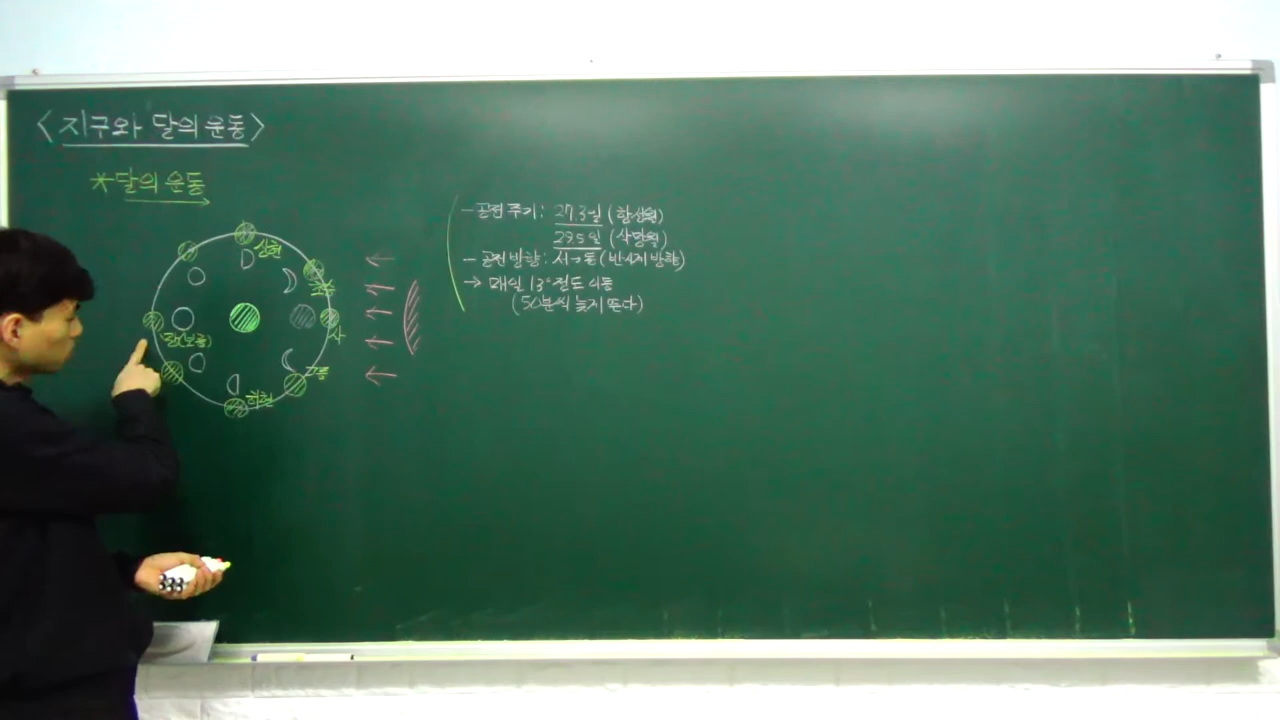 <지구와 달의 운동>
*달의 운동
상현
초승
삭
망(보름)
그믐
하현
- 공전 주기: 27.3일 (항성월)
29.5일 (삭망월)
- 공전 방향: 서→동 (반시계 방향)
→ 매일 13° 정도 이동
(50분씩 늦게 뜬다)